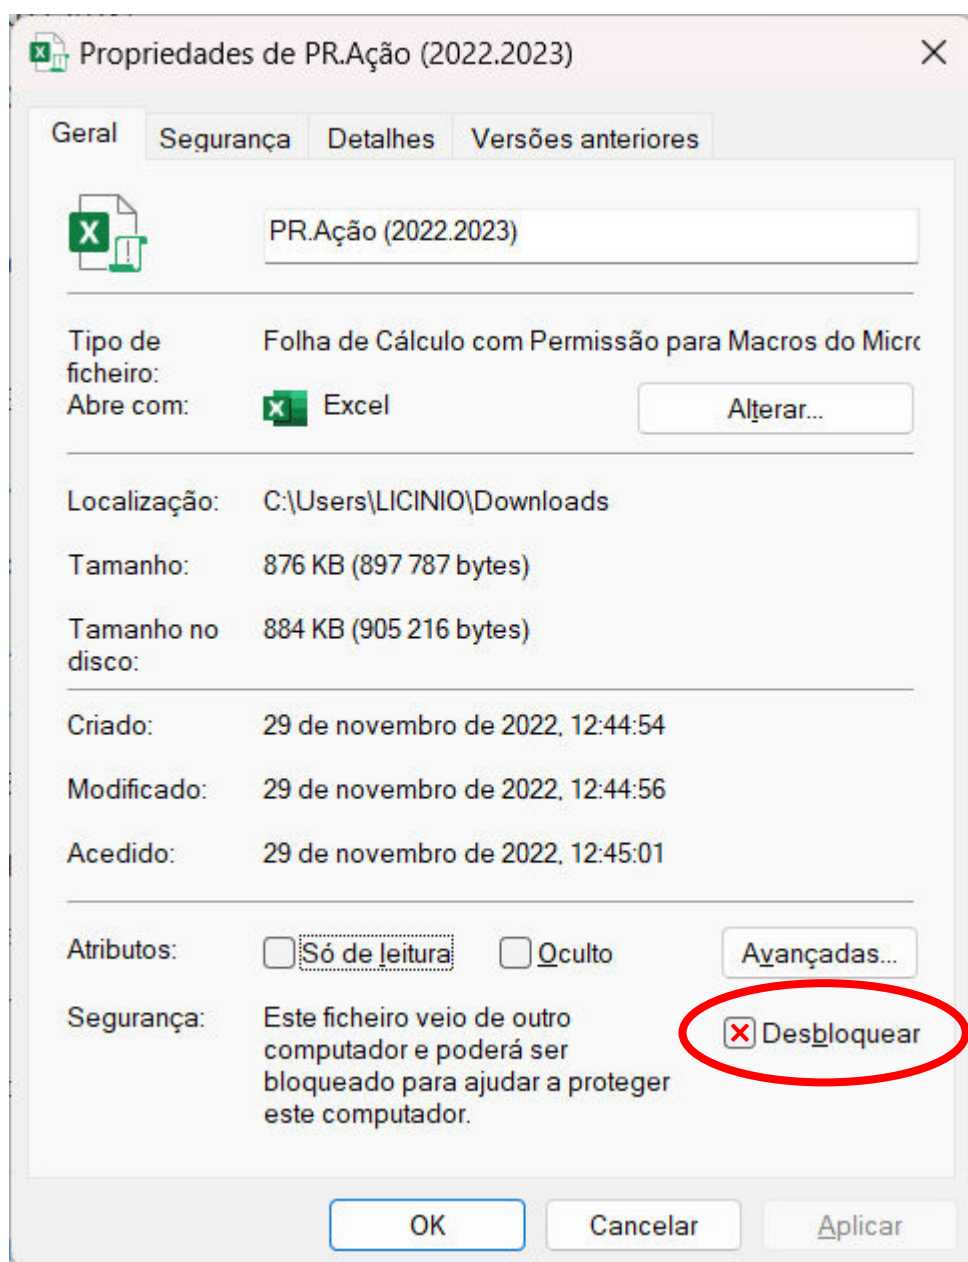 Propriedades de PR.Ação (2022.2023)
Geral Segurança Detalhes Versões anteriores
PR.Ação (2022.2023)
Tipo de ficheiro: Folha de Cálculo com Permissão para Macros do Micro
Abre com: Excel Alterar...
Localização: C:\Users\LICINIO\Downloads
Tamanho: 876 KB (897 787 bytes)
Tamanho no disco: 884 KB (905 216 bytes)
Criado: 29 de novembro de 2022, 12:44:54
Modificado: 29 de novembro de 2022, 12:44:56
Acedido: 29 de novembro de 2022, 12:45:01
Atributos: Só de leitura Oculto Avançadas...
Segurança: Este ficheiro veio de outro
computador e poderá ser
bloqueado para ajudar a proteger
este computador.
Desbloquear
OK Cancelar Aplicar